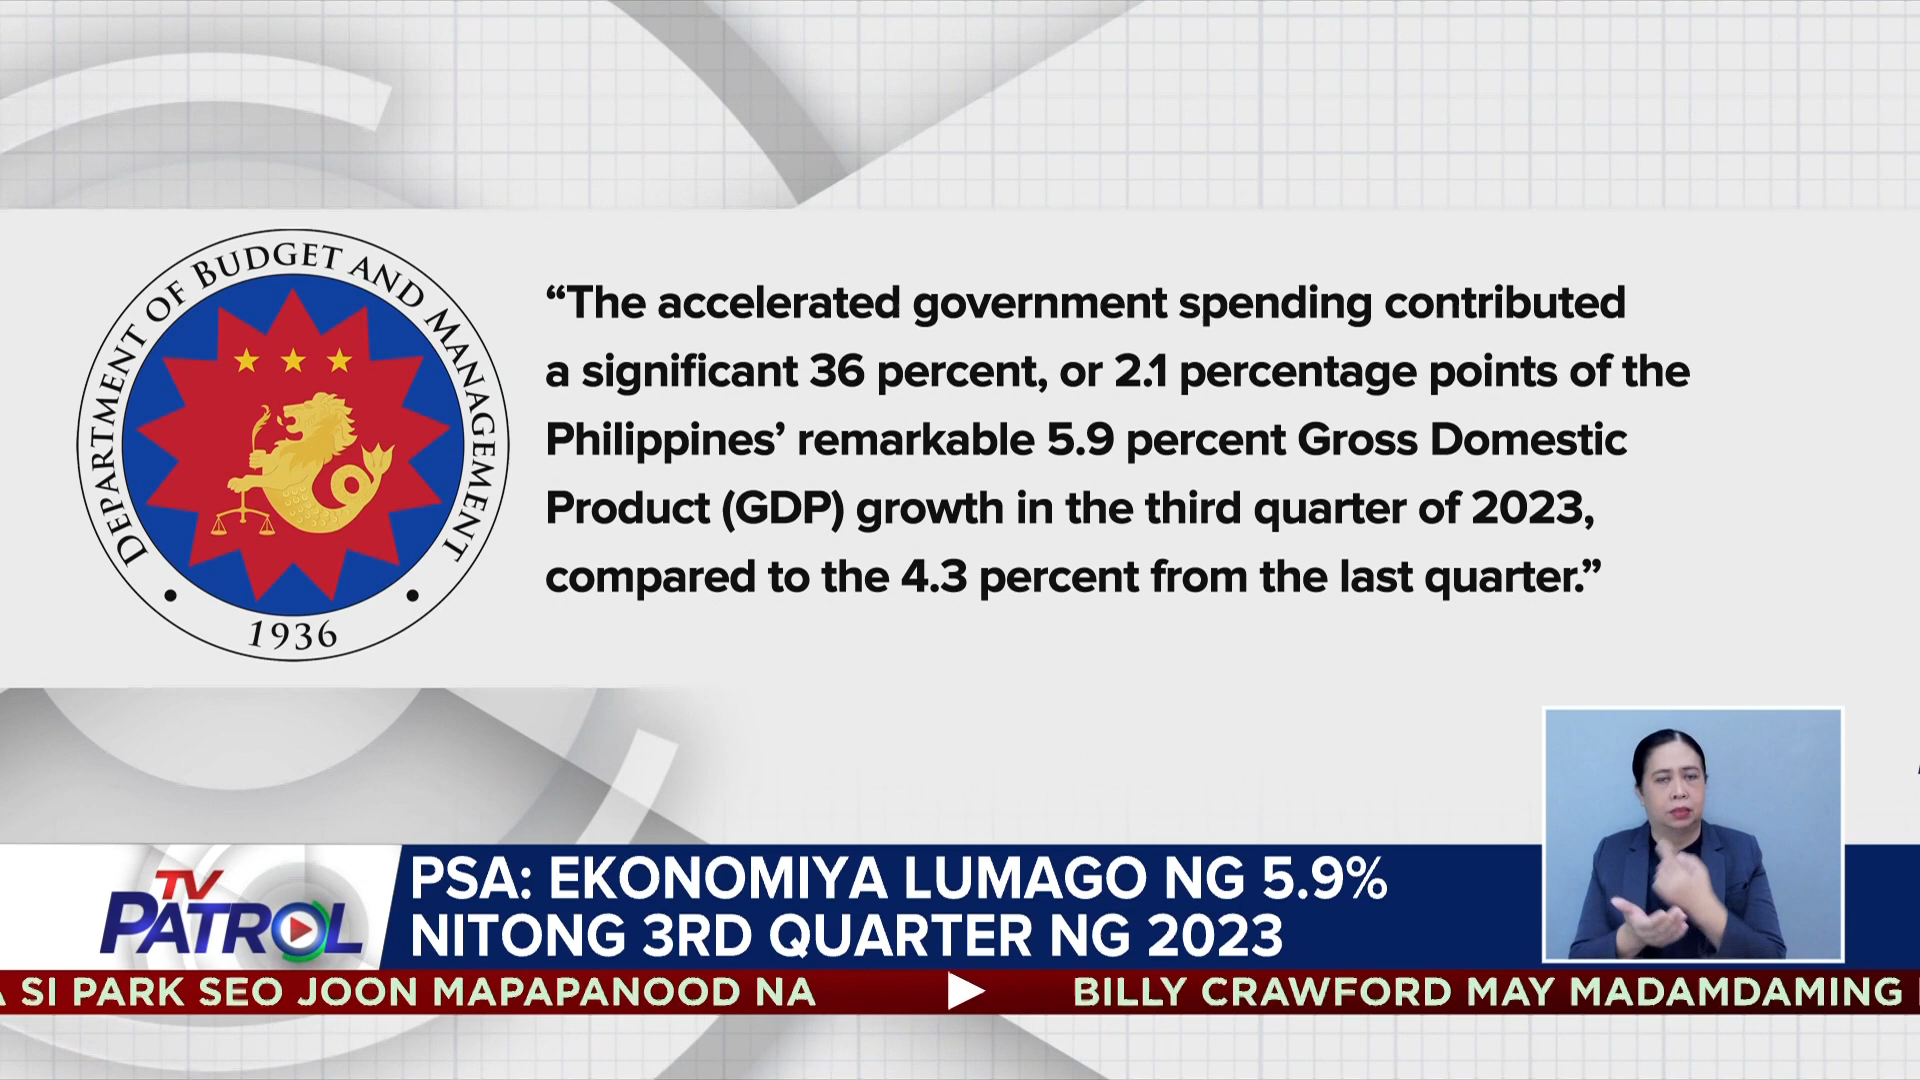 DEPARTMENT OF BUDGET AND MANAGEMENT
1936
“The accelerated government spending contributed
a significant 36 percent, or 2.1 percentage points of the
Philippines’ remarkable 5.9 percent Gross Domestic
Product (GDP) growth in the third quarter of 2023,
compared to the 4.3 percent from the last quarter.”
TV
PATROL
PSA: EKONOMIYA LUMAGO NG 5.9%
NITONG 3RD QUARTER NG 2023
SI PARK SEO JOON MAPAPANOOD NA
BILLY CRAWFORD MAY MADAMDAMING